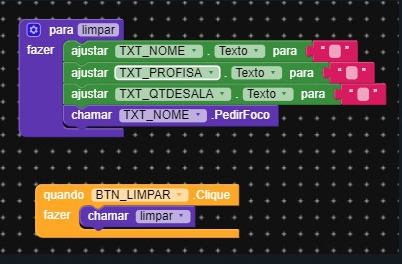 para limpar
fazer ajustar TXT_NOME . Texto para " "
ajustar TXT_PROFISA . Texto para " "
ajustar TXT_QTDESALA . Texto para " "
chamar TXT_NOME .PedirFoco
quando BTN_LIMPAR .Clique
fazer chamar limpar